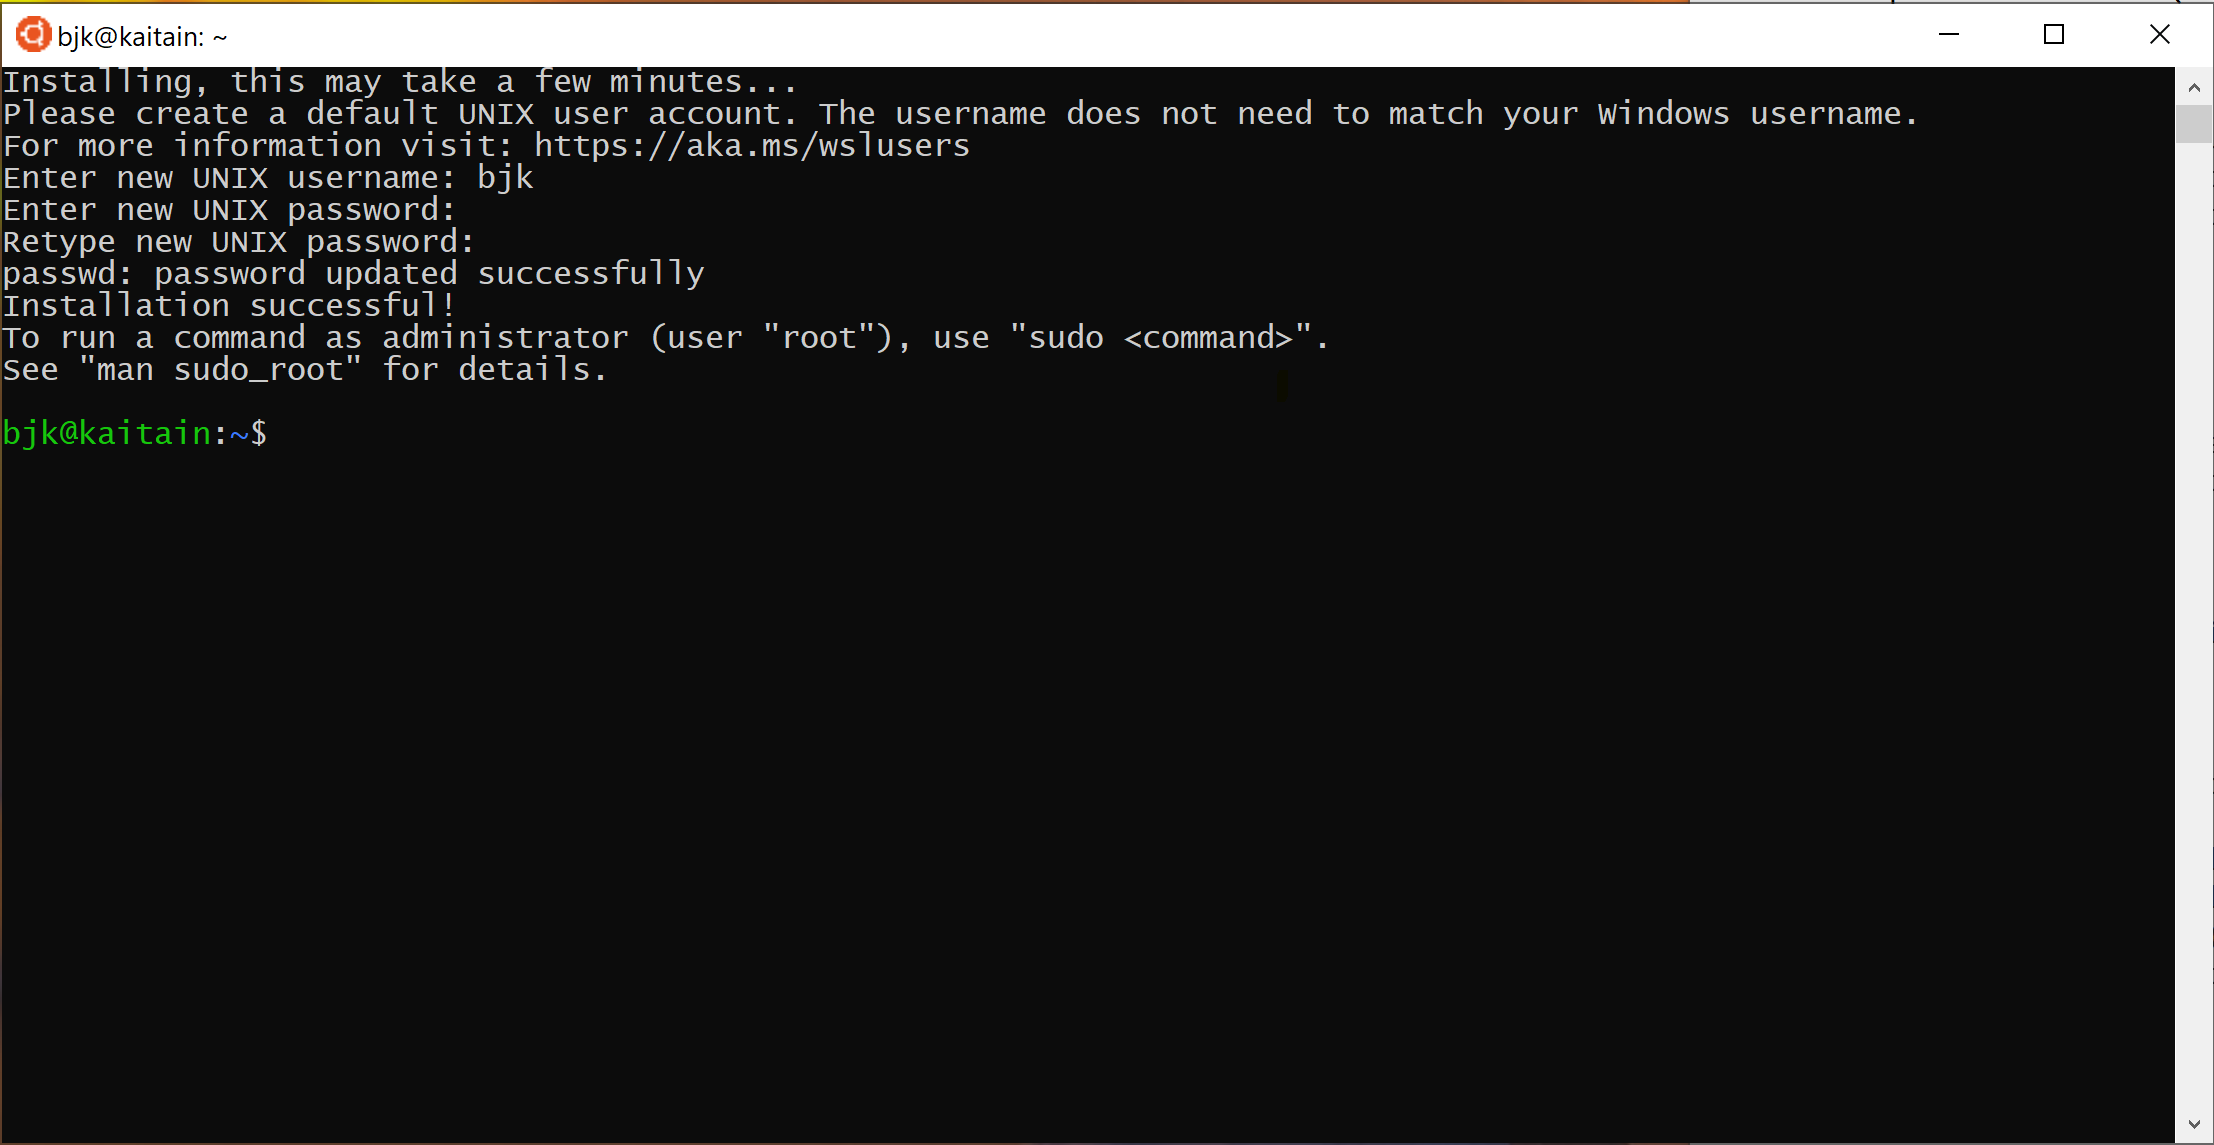 bjk@kaitain: ~
Installing, this may take a few minutes...
Please create a default UNIX user account. The username does not need to match your Windows username.
For more information visit: https://aka.ms/wslusers
Enter new UNIX username: bjk
Enter new UNIX password:
Retype new UNIX password:
passwd: password updated successfully
Installation successful!
To run a command as administrator (user "root"), use "sudo <command>".
See "man sudo_root" for details.
bjk@kaitain:~$